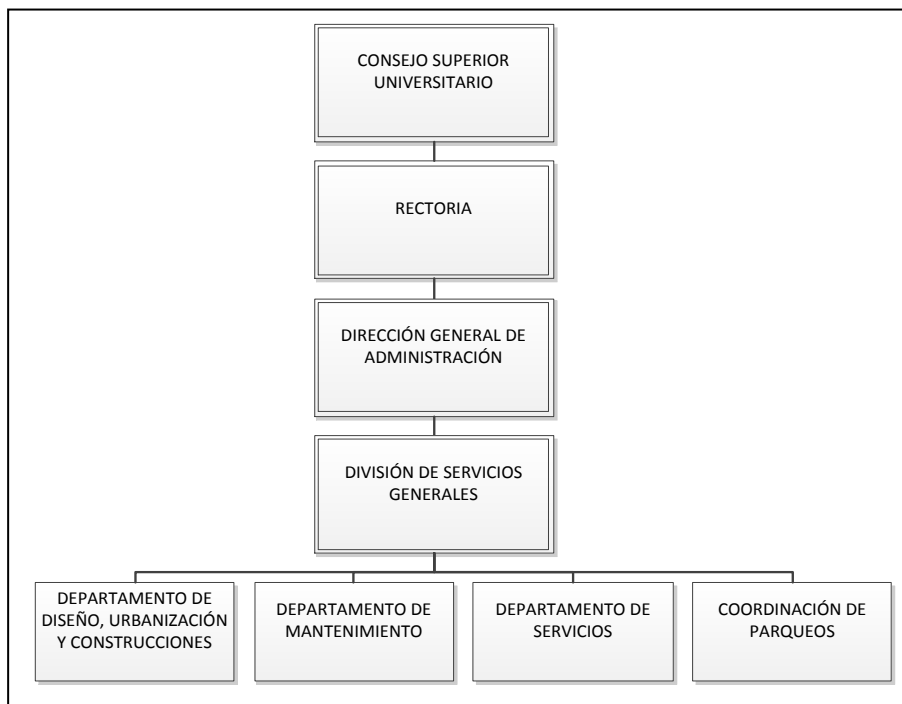 CONSEJO SUPERIOR
UNIVERSITARIO
RECTORIA
DIRECCIÓN GENERAL DE
ADMINISTRACIÓN
DIVISIÓN DE SERVICIOS
GENERALES
DEPARTAMENTO DE
DISEÑO, URBANIZACIÓN
Y CONSTRUCCIONES
DEPARTAMENTO DE
MANTENIMIENTO
DEPARTAMENTO DE
SERVICIOS
COORDINACIÓN DE
PARQUEOS